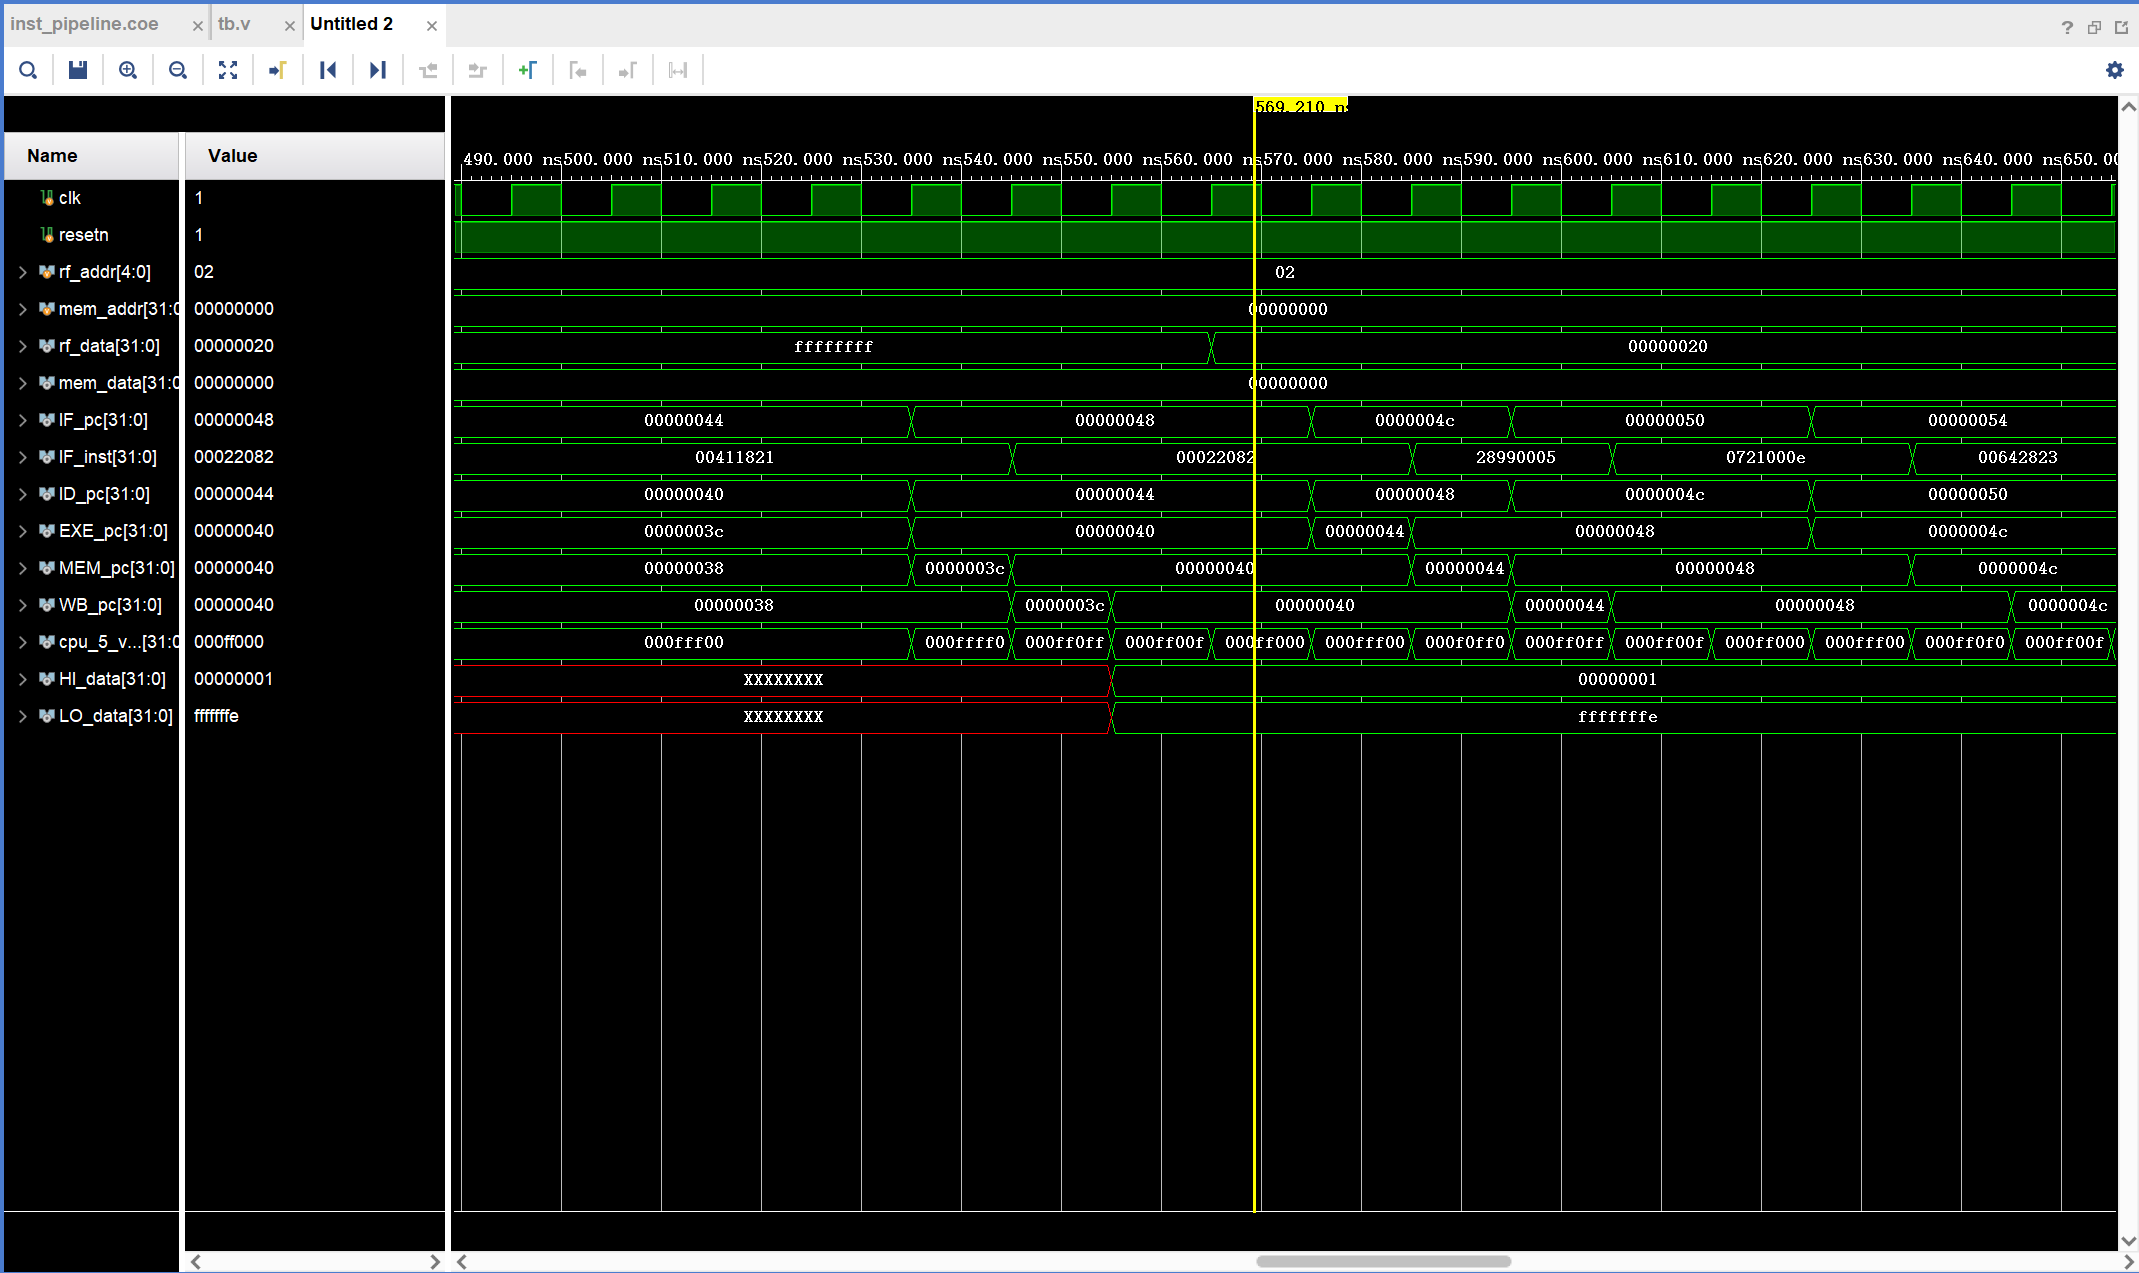 inst_pipeline.coe × tb.v × Untitled 2 ×
?
569.210 ns
Name Value
490.000 ns 500.000 ns 510.000 ns 520.000 ns 530.000 ns 540.000 ns 550.000 ns 560.000 ns 570.000 ns 580.000 ns 590.000 ns 600.000 ns 610.000 ns 620.000 ns 630.000 ns 640.000 ns 650.00
clk 1
resetn 1
rf_addr[4:0] 02 02
mem_addr[31:0 00000000 00000000
rf_data[31:0] 00000020 ffffffff 00000020
mem_data[31:0 00000000 00000000
IF_pc[31:0] 00000048 00000044 00000048 0000004c 00000050 00000054
IF_inst[31:0] 00022082 00411821 00022082 28990005 0721000e 00642823
ID_pc[31:0] 00000044 00000040 00000044 00000048 0000004c 00000050
EXE_pc[31:0] 00000040 0000003c 00000040 00000044 00000048 0000004c
MEM_pc[31:0] 00000040 00000038 0000003c 00000040 00000044 00000048 0000004c
WB_pc[31:0] 00000040 00000038 0000003c 00000040 00000044 00000048 0000004c
cpu_5_v...[31:0 000ff000 000fff00 000ffff0 000ff0ff 000ff00f 000ff000 000fff00 000f0ff0 000ff0ff 000ff00f 000ff000 000fff00 000ff0f0 000ff00f
HI_data[31:0] 00000001 XXXXXXXX 00000001
LO_data[31:0] fffffffe XXXXXXXX fffffffe